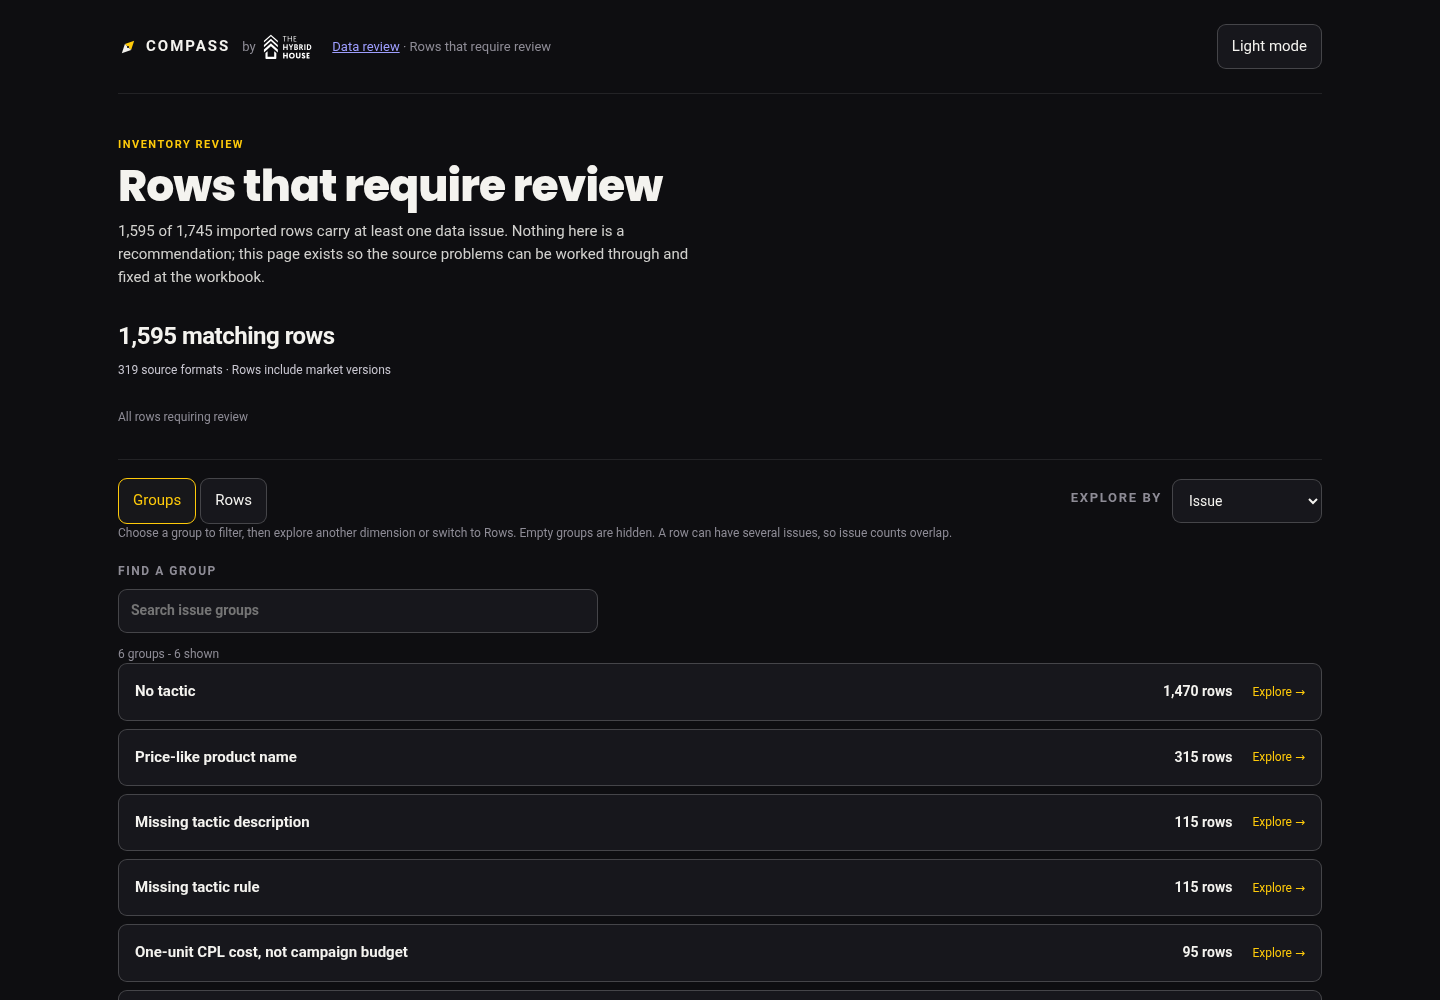 COMPASS by THE HYBRID HOUSE Data review · Rows that require review Light mode
INVENTORY REVIEW
Rows that require review
1,595 of 1,745 imported rows carry at least one data issue. Nothing here is a
recommendation; this page exists so the source problems can be worked through and
fixed at the workbook.
1,595 matching rows
319 source formats · Rows include market versions
All rows requiring review
Groups Rows EXPLORE BY Issue
Choose a group to filter, then explore another dimension or switch to Rows. Empty groups are hidden. A row can have several issues, so issue counts overlap.
FIND A GROUP
Search issue groups
6 groups - 6 shown
No tactic 1,470 rows Explore →
Price-like product name 315 rows Explore →
Missing tactic description 115 rows Explore →
Missing tactic rule 115 rows Explore →
One-unit CPL cost, not campaign budget 95 rows Explore →